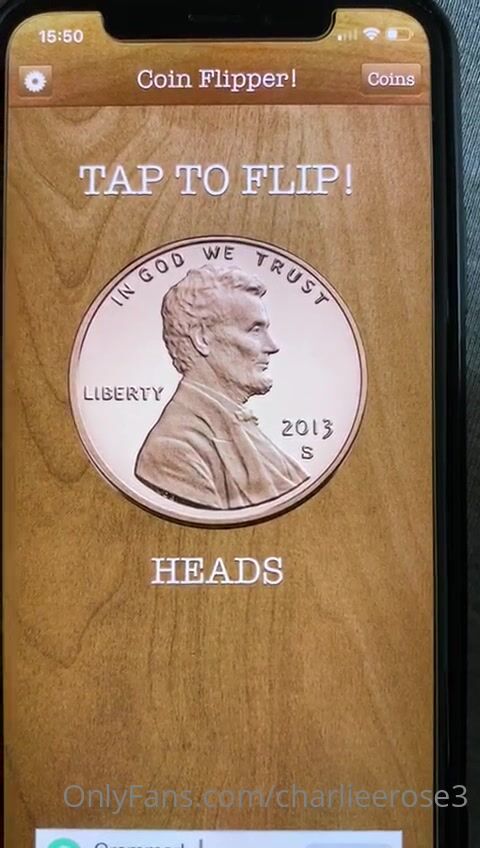 15:50
Coin Flipper!
Coins
TAP TO FLIP!
IN GOD WE TRUST
LIBERTY
2013
S
HEADS
OnlyFans.com/charlieerose3